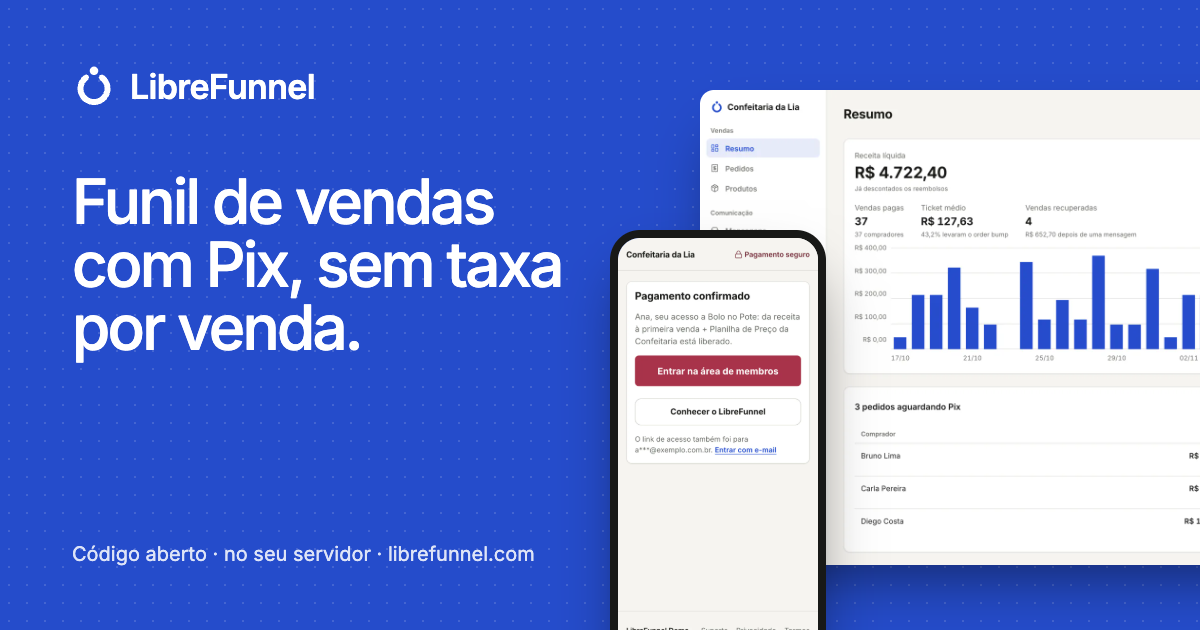 LibreFunnel
Funil de vendas
com Pix, sem taxa
por venda.
Código aberto · no seu servidor · librefunnel.com
Confeitaria da Lia
Vendas
Resumo
Pedidos
Produtos
Comunicação
Resumo
Receita líquida
R$ 4.722,40
Já descontados os reembolsos
Vendas pagas
37
37 compradores
Ticket médio
R$ 127,63
43,2% levaram o order bump
Vendas recuperadas
4
R$ 652,70 depois de uma mensagem
R$ 400,00
R$ 300,00
R$ 200,00
R$ 100,00
R$ 0,00
17/10 21/10 25/10 29/10 02/11
3 pedidos aguardando Pix
Comprador
Bruno Lima R$
Carla Pereira R$
Diego Costa R$ 1
Confeitaria da Lia
Pagamento seguro
Pagamento confirmado
Ana, seu acesso a Bolo no Pote: da receita
à primeira venda + Planilha de Preço da
Confeitaria está liberado.
Entrar na área de membros
Conhecer o LibreFunnel
O link de acesso também foi para
a***@exemplo.com.br. Entrar com e-mail